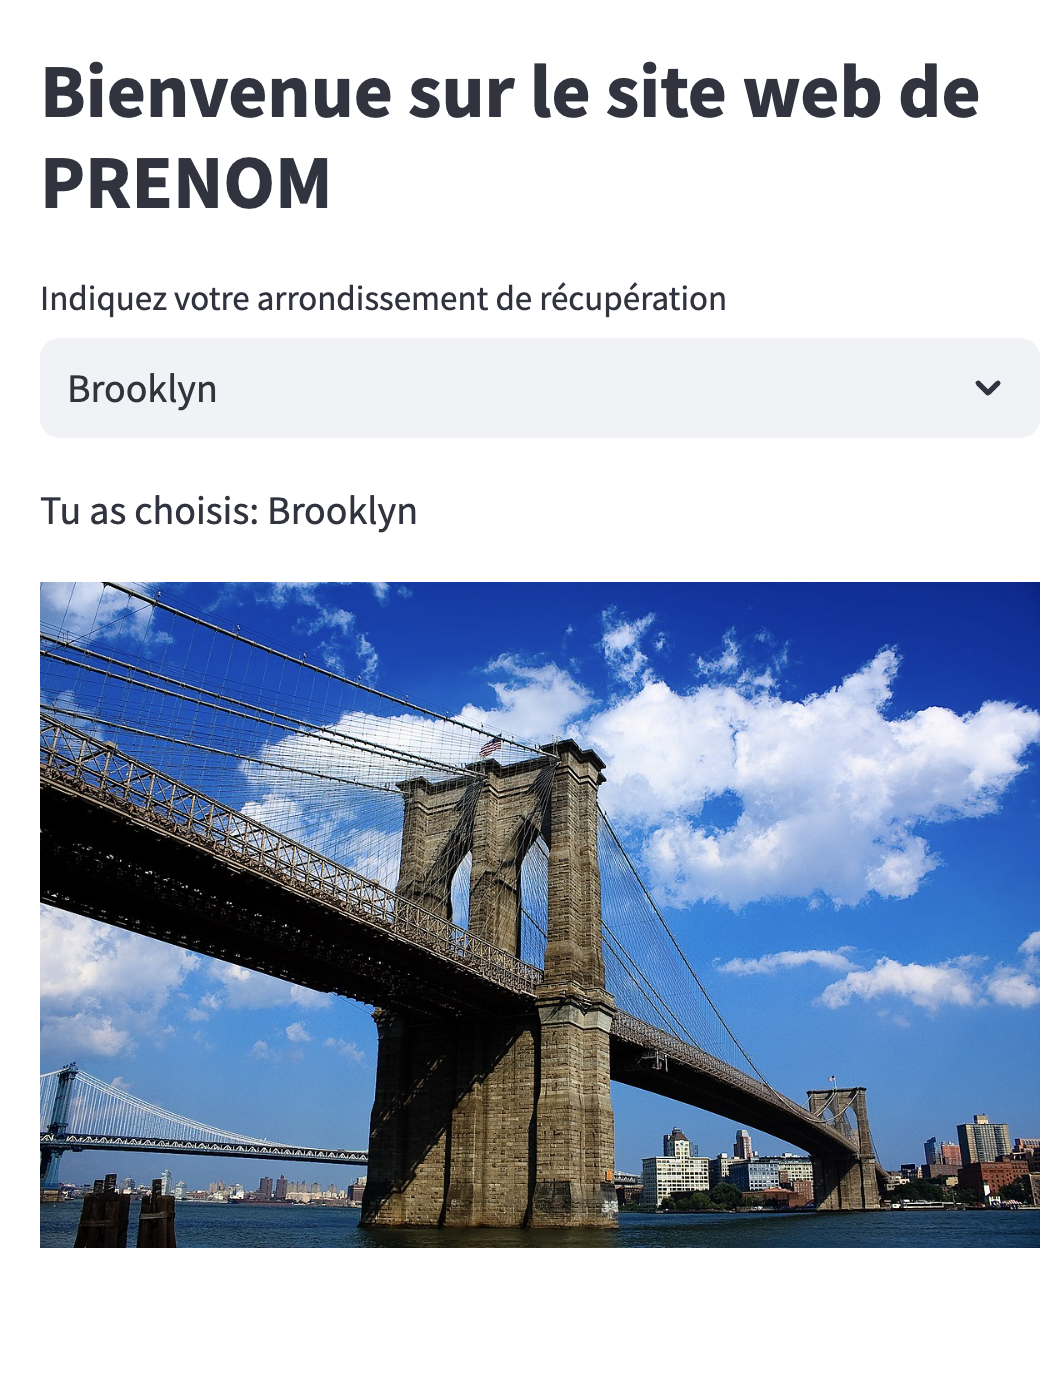 Bienvenue sur le site web de
PRENOM
Indiquez votre arrondissement de récupération
Brooklyn
Tu as choisis: Brooklyn